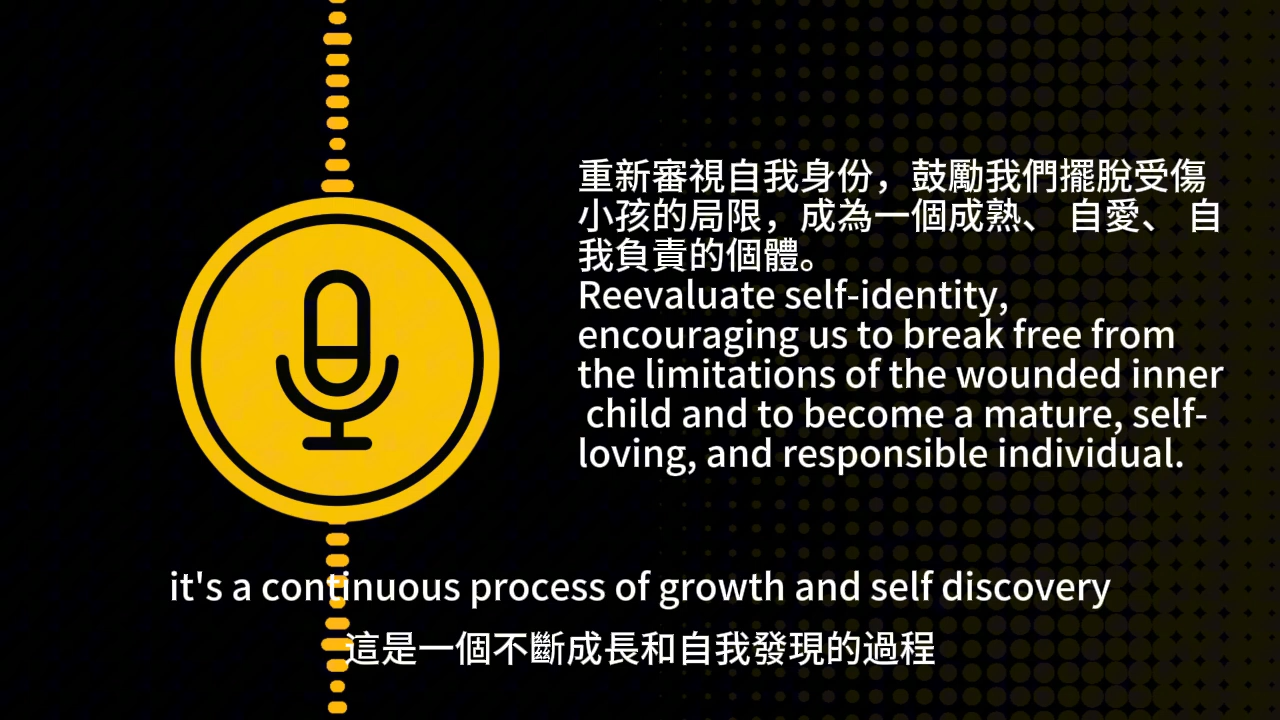 重新審視自我身份，鼓勵我們擺脫受傷
小孩的局限，成為一個成熟、 自愛、 自
我負責的個體。
Reevaluate self-identity,
encouraging us to break free from
the limitations of the wounded inner
child and to become a mature, self-
loving, and responsible individual.
it's a continuous process of growth and self discovery
這是一個不斷成長和自我發現的過程